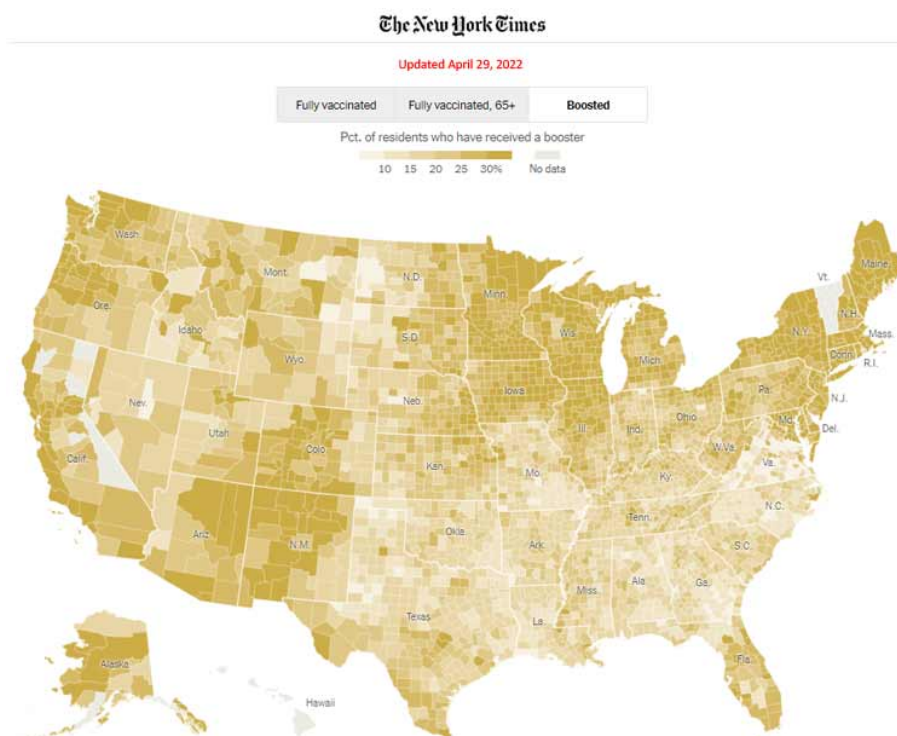 The New York Times
Updated April 29, 2022
Fully vaccinated Fully vaccinated, 65+ Boosted
Pct. of residents who have received a booster
10 15 20 25 30% No data
Wash.
Mont.
N.D.
Minn.
Vt.
Maine
Ore.
Idaho
S.D.
Wis.
Mich.
N.Y.
N.H.
Mass.
Conn.
R.I.
Wyo.
Iowa
Pa.
N.J.
Nev.
Neb.
Ill.
Ind.
Ohio
Md.
Del.
Utah
Colo.
Kan.
Mo.
W.Va.
Va.
Calif.
Ky.
Ariz.
N.M.
Okla.
Ark.
Tenn.
N.C.
S.C.
Texas
La.
Miss.
Ala.
Ga.
Alaska
Hawaii
Fla.